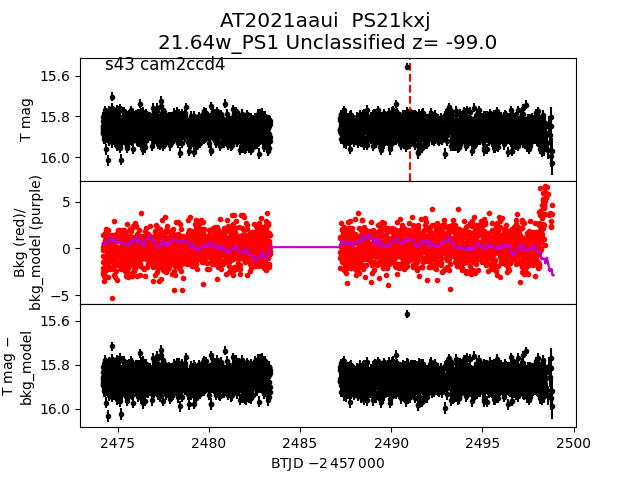 AT2021aaui  PS21kxj
21.64w_PS1 Unclassified z= -99.0
s43 cam2ccd4
T mag
15.6
15.8
16.0
Bkg (red)/
bkg_model (purple)
5
0
−5
T mag −
bkg_model
15.6
15.8
16.0
2475
2480
2485
2490
2495
2500
BTJD −2 457 000